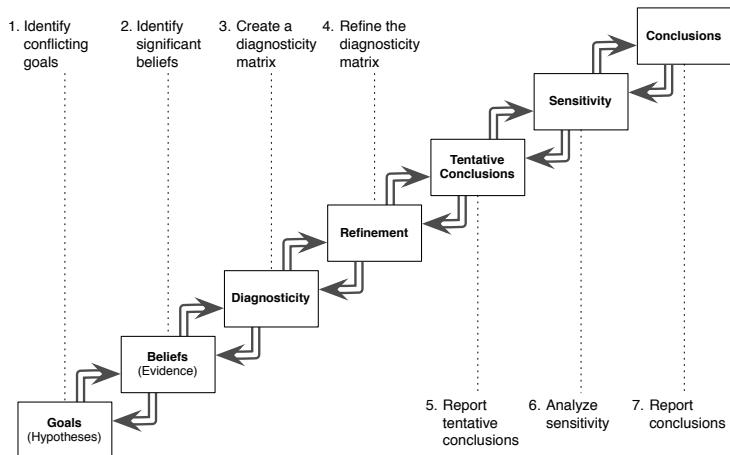 1. Identify
conflicting
goals
2. Identify
significant
beliefs
3. Create a
diagnosticity
matrix
4. Refine the
diagnosticity
matrix
Conclusions
Sensitivity
Tentative
Conclusions
Refinement
Diagnosticity
Beliefs
(Evidence)
Goals
(Hypotheses)
5. Report
tentative
conclusions
6. Analyze
sensitivity
7. Report
conclusions